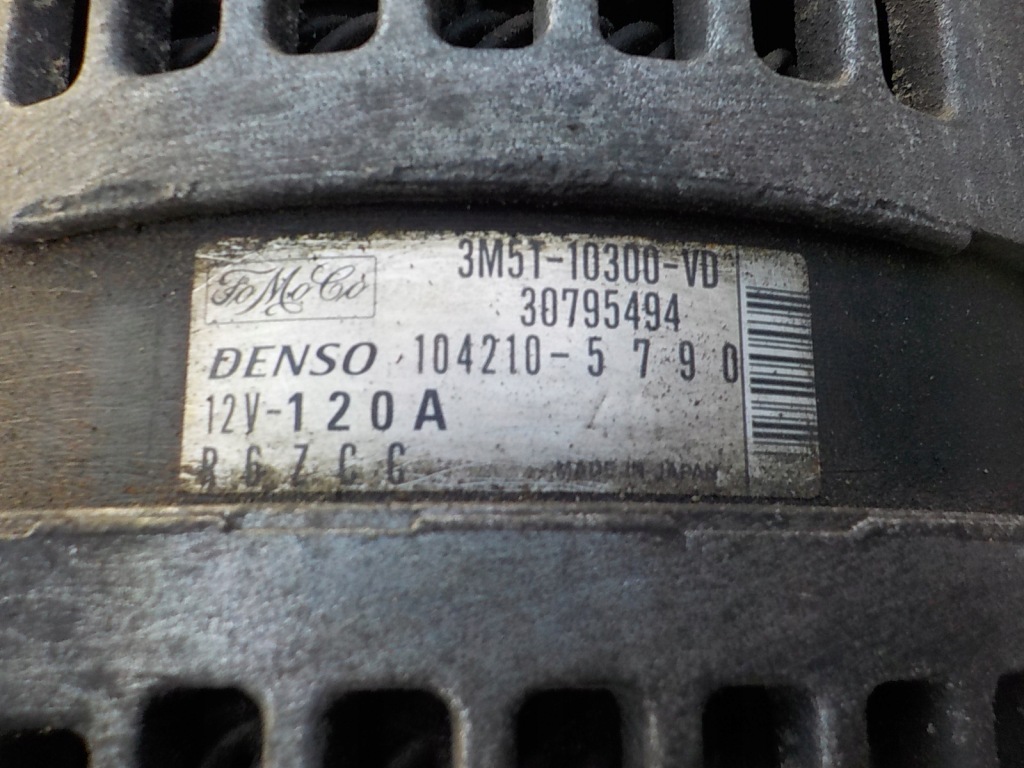 3M5T-10300-VD
FoMoCo
30795494
DENSO 104210-5790
12V-120A
MADE IN JAPAN